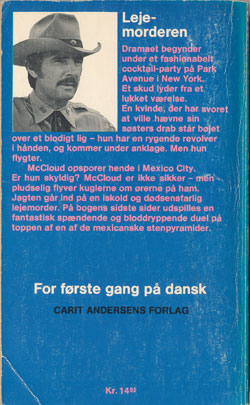 Leje-
morderen
Dramaet begynder
under et fashionabelt
cocktail-party på Park
Avenue i New York.
Et skud lyder fra et
lukket værelse.
En kvinde, der har svoret
at ville hævne sin
søsters drab står bøjet
over et blodigt lig – hun har en rygende revolver
i hånden, og kommer under anklage. Men hun
flygter.
McCloud opsporer hende i Mexico City.
Er hun skyldig? McCloud er ikke sikker – men
pludselig flyver kuglerne om ørerne på ham.
Jagten går ind på en iskold og dødsensfarlig
lejemorder. På bogens sidste sider udspilles en
fantastisk spændende og bloddryppende duel på
toppen af en af de mexicanske stenpyramider.
For første gang på dansk
CARIT ANDERSENS FORLAG
Kr. 14